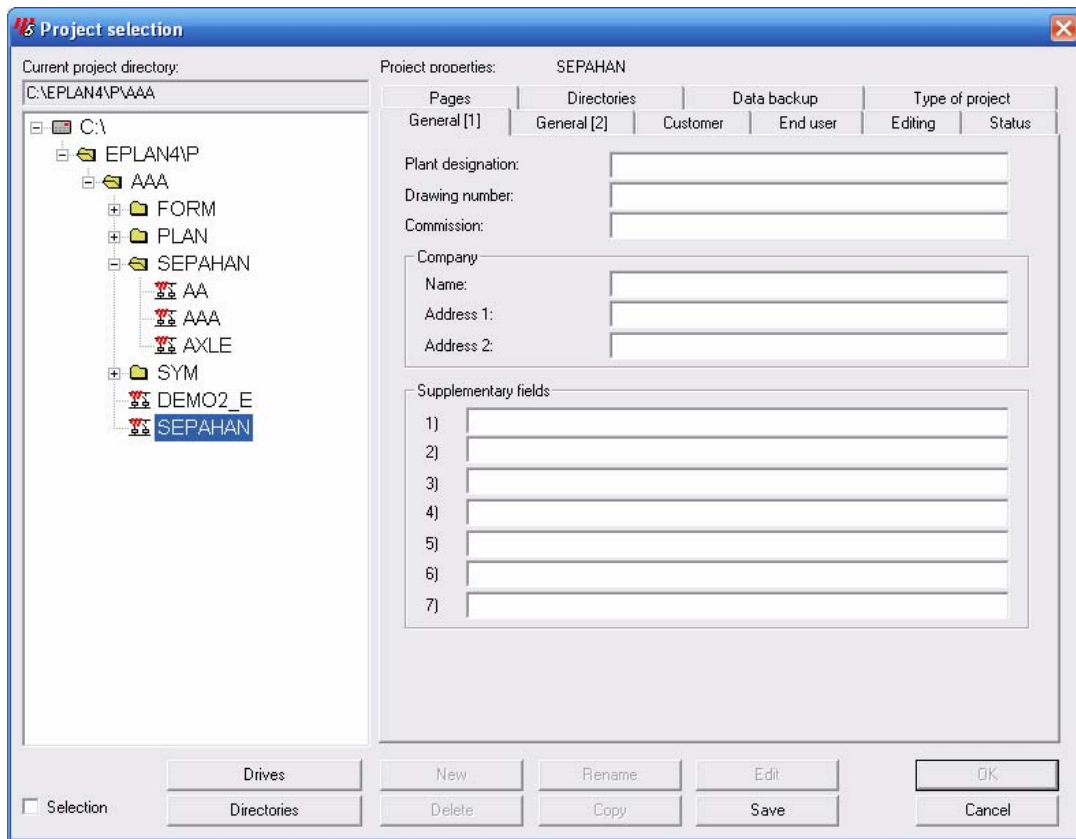 Project selection
Current project directory:
C:\EPLAN4\P\AAA
C:\
EPLAN4\P
AAA
FORM
PLAN
SEPAHAN
AA
AAA
AXLE
SYM
DEMO2_E
SEPAHAN
Project properties: SEPAHAN
Pages Directories Data backup Type of project
General [1] General [2] Customer End user Editing Status
Plant designation:
Drawing number:
Commission:
Company
Name:
Address 1:
Address 2:
Supplementary fields
1)
2)
3)
4)
5)
6)
7)
Drives New Rename Edit OK
Selection Directories Delete Copy Save Cancel